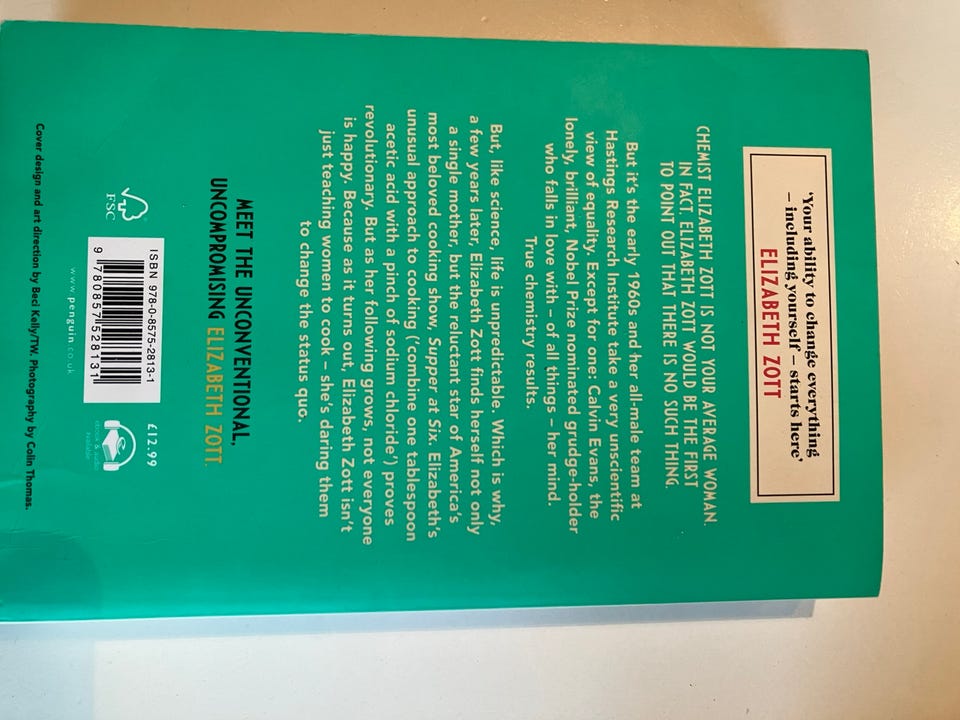 'Your ability to change everything
– including yourself – starts here'
ELIZABETH ZOTT
CHEMIST ELIZABETH ZOTT IS NOT YOUR AVERAGE WOMAN.
IN FACT, ELIZABETH ZOTT WOULD BE THE FIRST
TO POINT OUT THAT THERE IS NO SUCH THING.
But it's the early 1960s and her all-male team at
Hastings Research Institute take a very unscientific
view of equality. Except for one: Calvin Evans, the
lonely, brilliant, Nobel Prize nominated grudge-holder
who falls in love with – of all things – her mind.
True chemistry results.
But, like science, life is unpredictable. Which is why,
a few years later, Elizabeth Zott finds herself not only
a single mother, but the reluctant star of America's
most beloved cooking show, Supper at Six. Elizabeth's
unusual approach to cooking ('combine one tablespoon
acetic acid with a pinch of sodium chloride') proves
revolutionary. But as her following grows, not everyone
is happy. Because as it turns out, Elizabeth Zott isn't
just teaching women to cook – she's daring them
to change the status quo.
MEET THE UNCONVENTIONAL,
UNCOMPROMISING ELIZABETH ZOTT.
FSC
ISBN 978-0-8575-2813-1
9 780857 528131
£12.99
ebook & audio
available
www.penguin.co.uk
Cover design and art direction by Beci Kelly/TW. Photography by Colin Thomas.